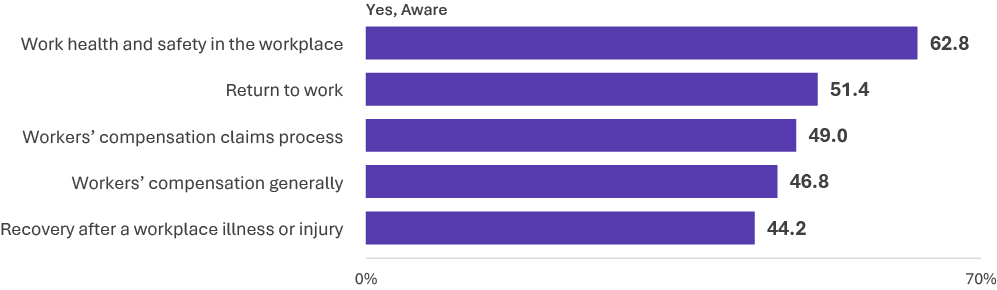 Yes, Aware
Work health and safety in the workplace 62.8
Return to work 51.4
Workers’ compensation claims process 49.0
Workers’ compensation generally 46.8
Recovery after a workplace illness or injury 44.2
0% 70%